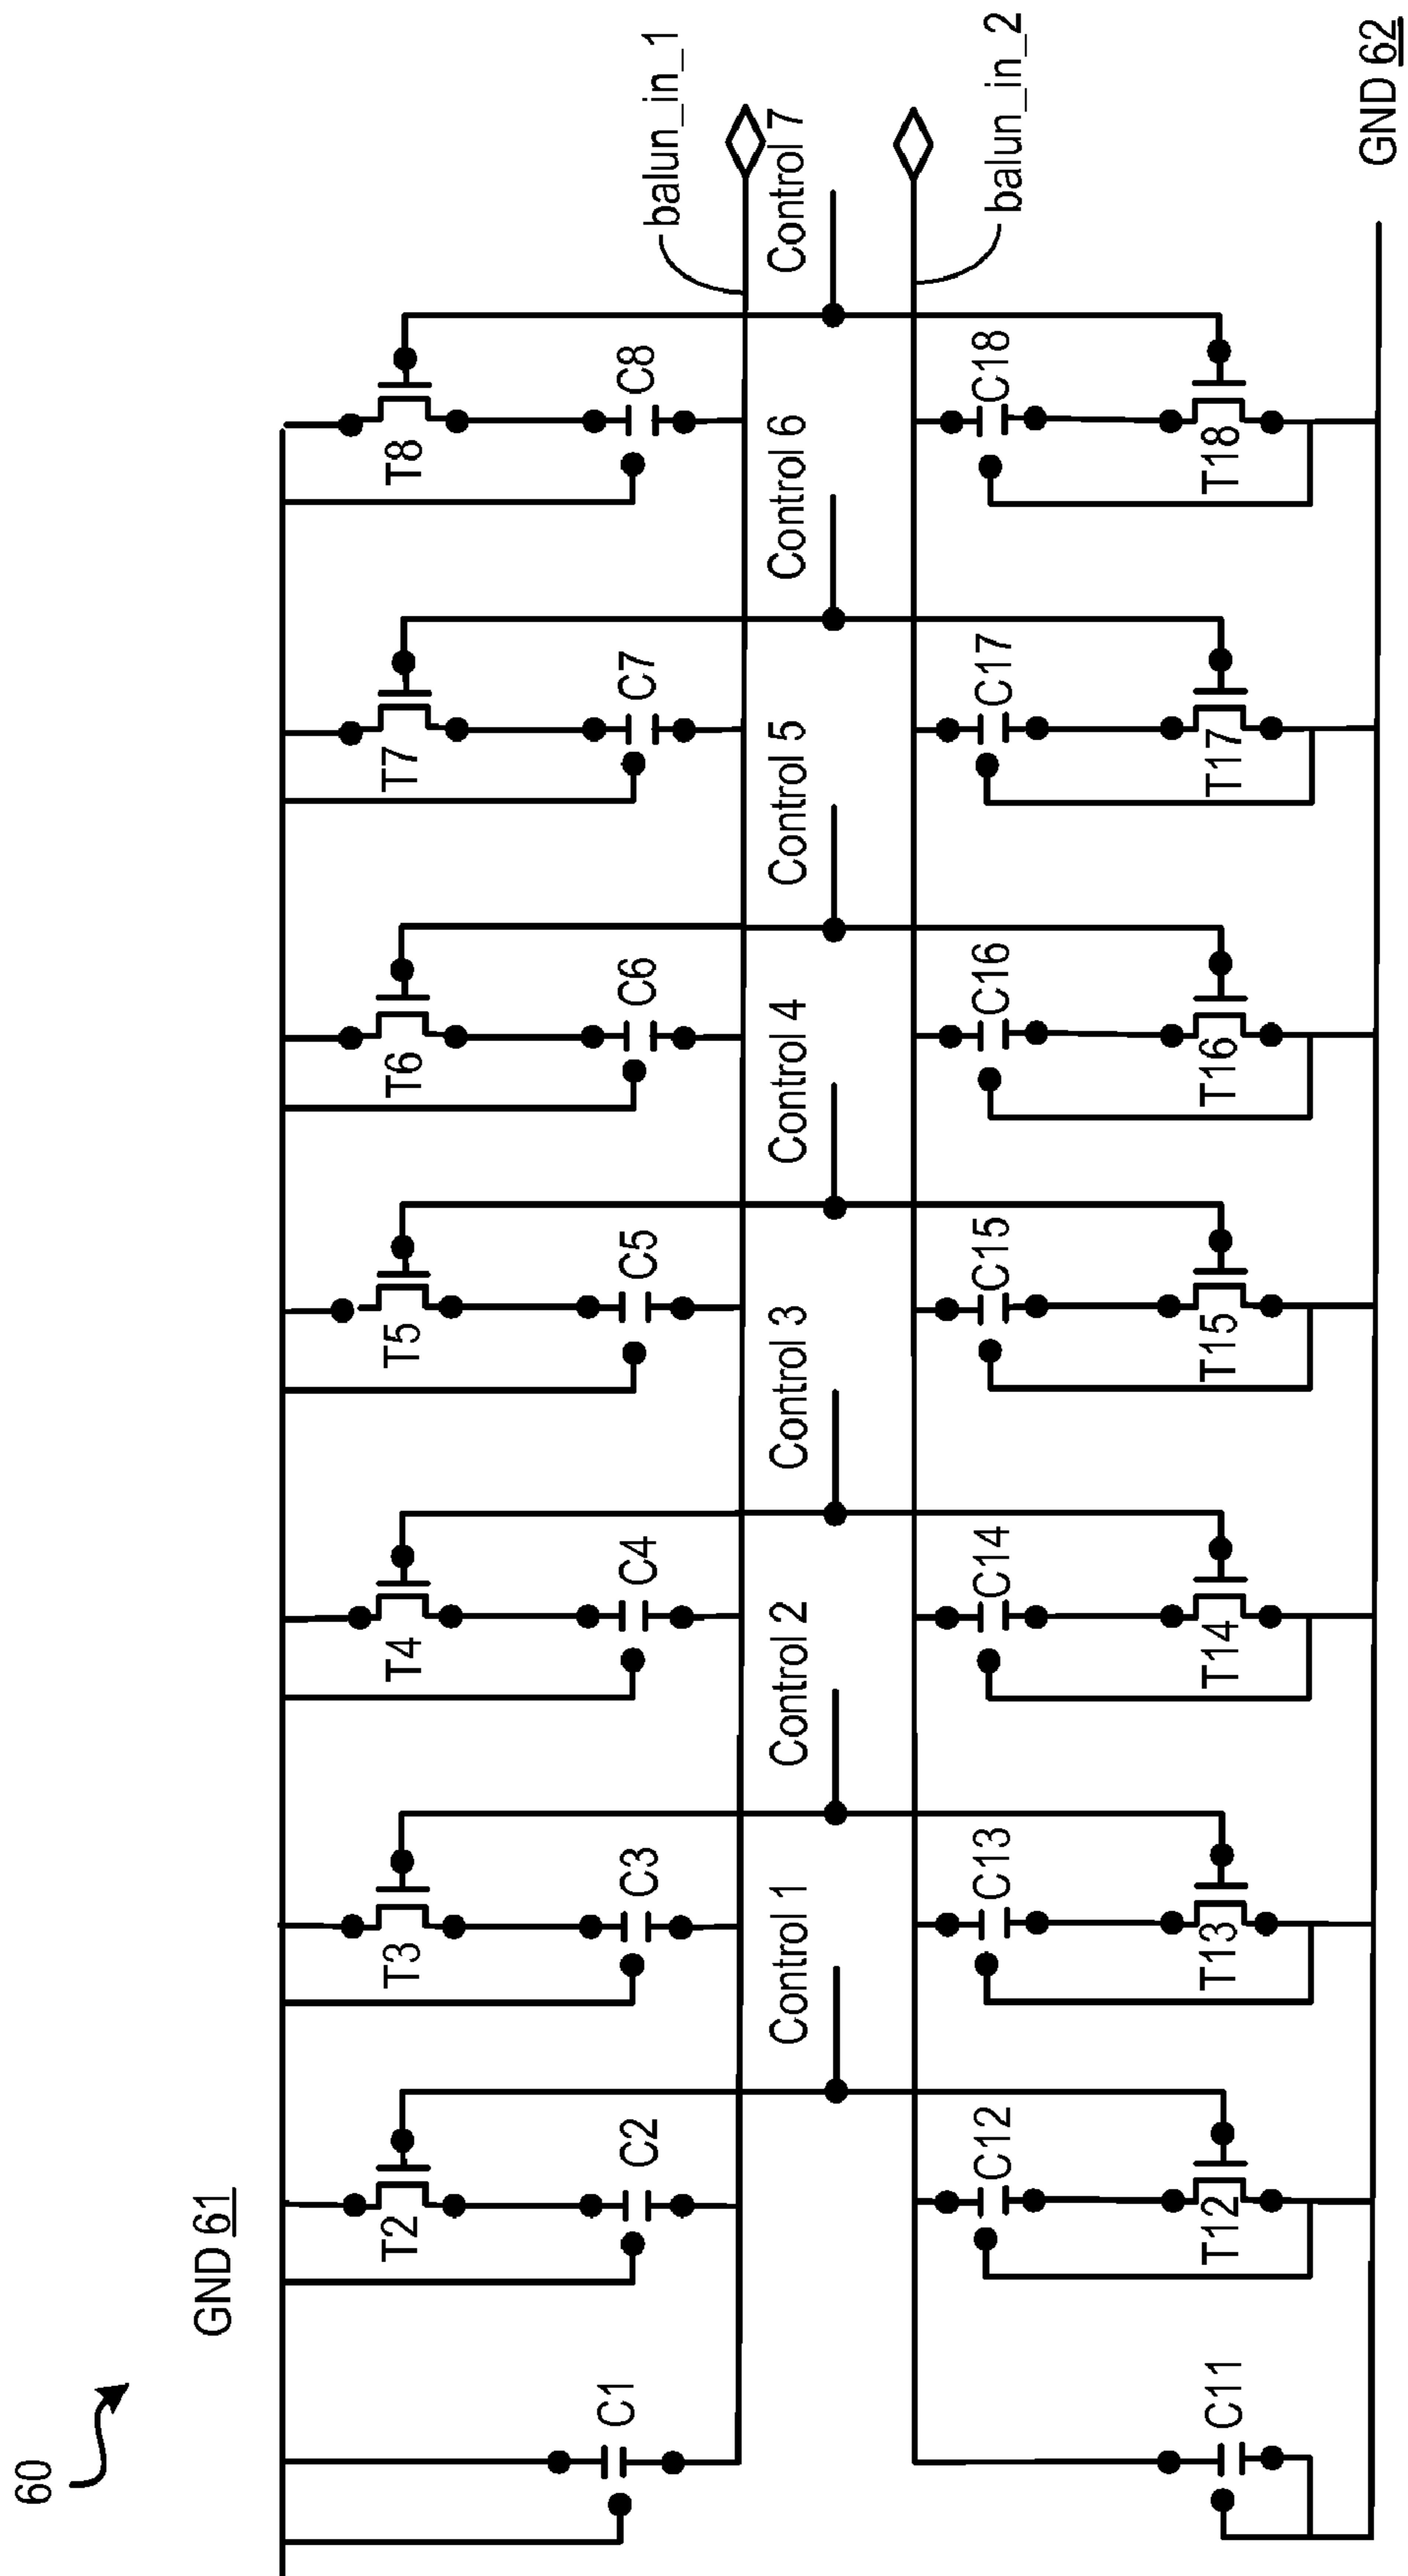 60
GND 61
T2
T3
T4
T5
T6
T7
T8
C1
C2
C3
C4
C5
C6
C7
C8
balun_in_1
Control 1
Control 2
Control 3
Control 4
Control 5
Control 6
Control 7
balun_in_2
C12
C13
C14
C15
C16
C17
C18
C11
T12
T13
T14
T15
T16
T17
T18
GND 62